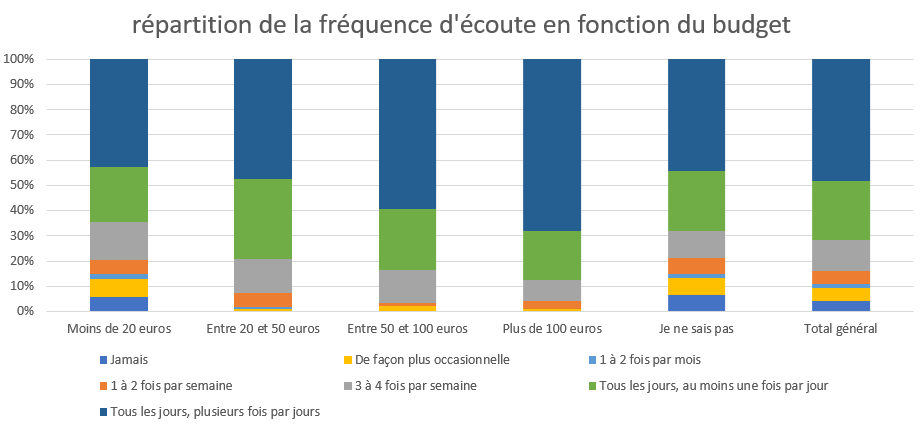 répartition de la fréquence d'écoute en fonction du budget
100%
90%
80%
70%
60%
50%
40%
30%
20%
10%
0%
Moins de 20 euros Entre 20 et 50 euros Entre 50 et 100 euros Plus de 100 euros Je ne sais pas Total général
Jamais De façon plus occasionnelle 1 à 2 fois par mois
1 à 2 fois par semaine 3 à 4 fois par semaine Tous les jours, au moins une fois par jour
Tous les jours, plusieurs fois par jours